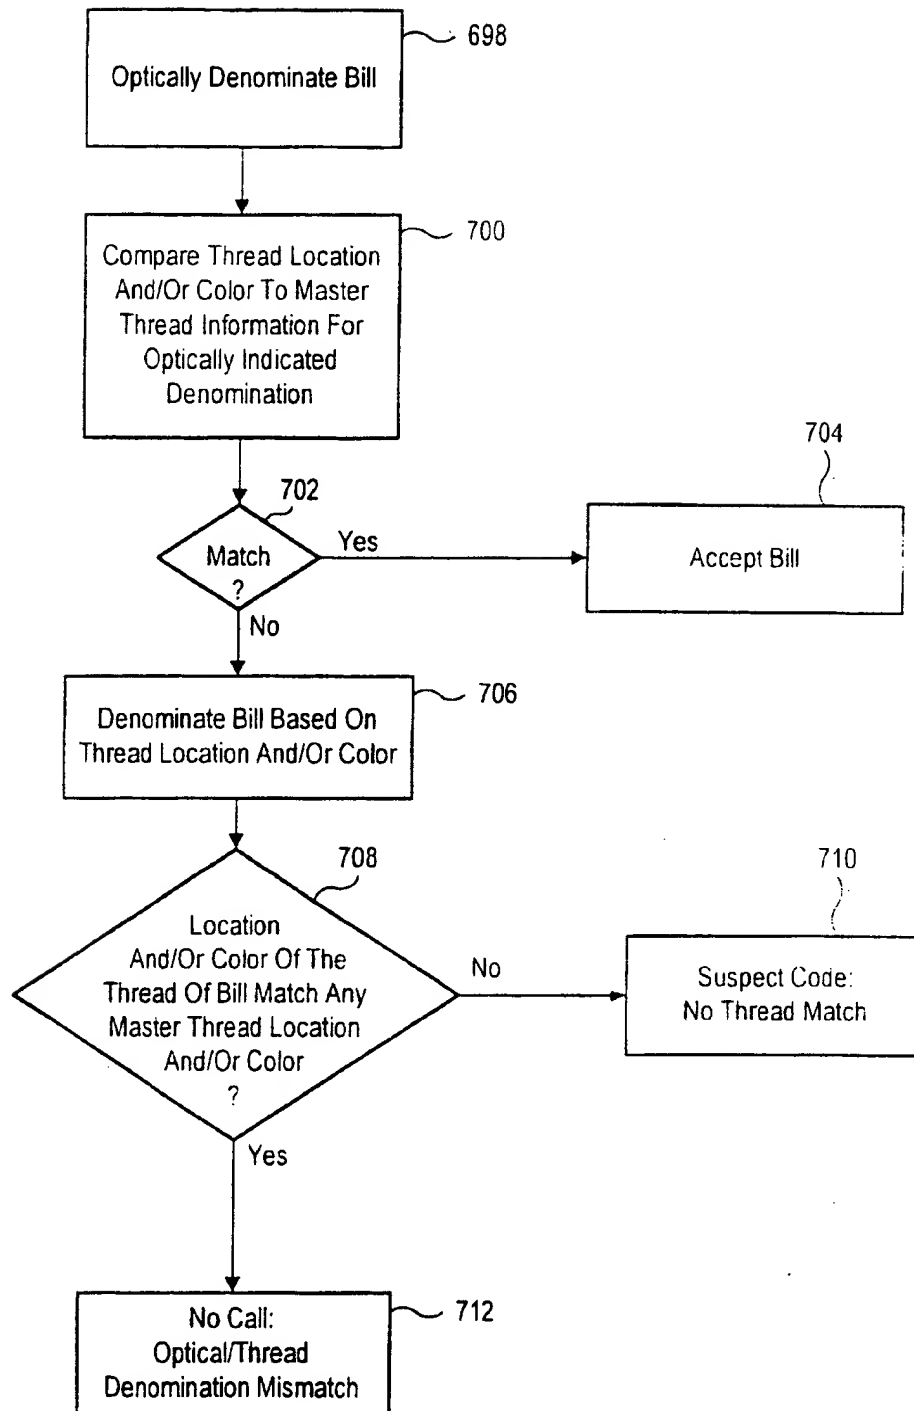 698
Optically Denominate Bill
700
Compare Thread Location
And/Or Color To Master
Thread Information For
Optically Indicated
Denomination
702
704
Match
?
Yes
Accept Bill
No
706
Denominate Bill Based On
Thread Location And/Or Color
708
710
Location
And/Or Color Of The
Thread Of Bill Match Any
Master Thread Location
And/Or Color
?
No
Suspect Code:
No Thread Match
Yes
712
No Call:
Optical/Thread
Denomination Mismatch